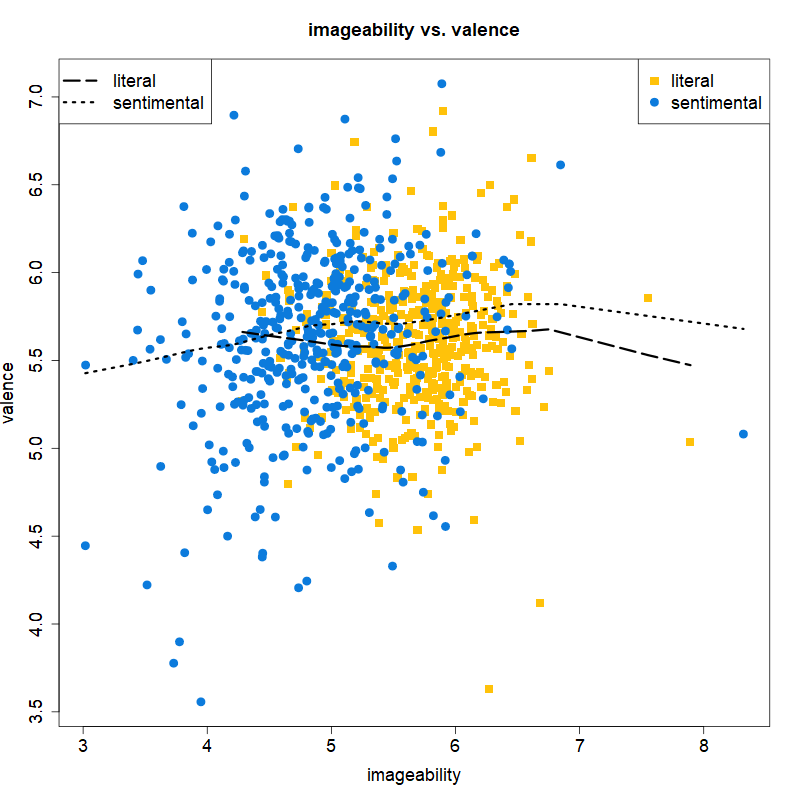 imageability vs. valence
literal
sentimental
literal
sentimental
7.0
6.5
6.0
5.5
5.0
4.5
4.0
3.5
valence
3 4 5 6 7 8
imageability